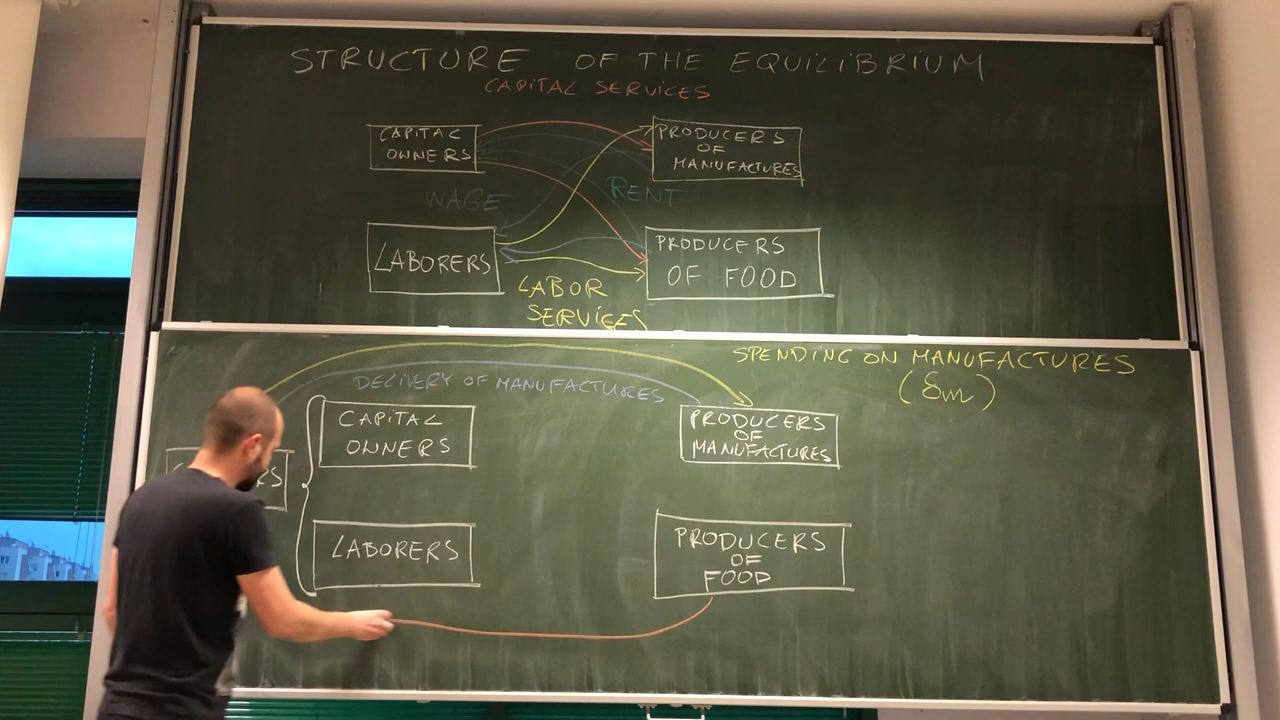 STRUCTURE OF THE EQUILIBRIUM
CAPITAL SERVICES
CAPITAL
OWNERS
PRODUCERS
OF
MANUFACTURES
WAGE
RENT
LABORERS
PRODUCERS
OF FOOD
LABOR
SERVICES
SPENDING ON MANUFACTURES
(δm)
DELIVERY OF MANUFACTURES
CAPITAL
OWNERS
PRODUCERS
OF
MANUFACTURES
LABORERS
PRODUCERS
OF
FOOD